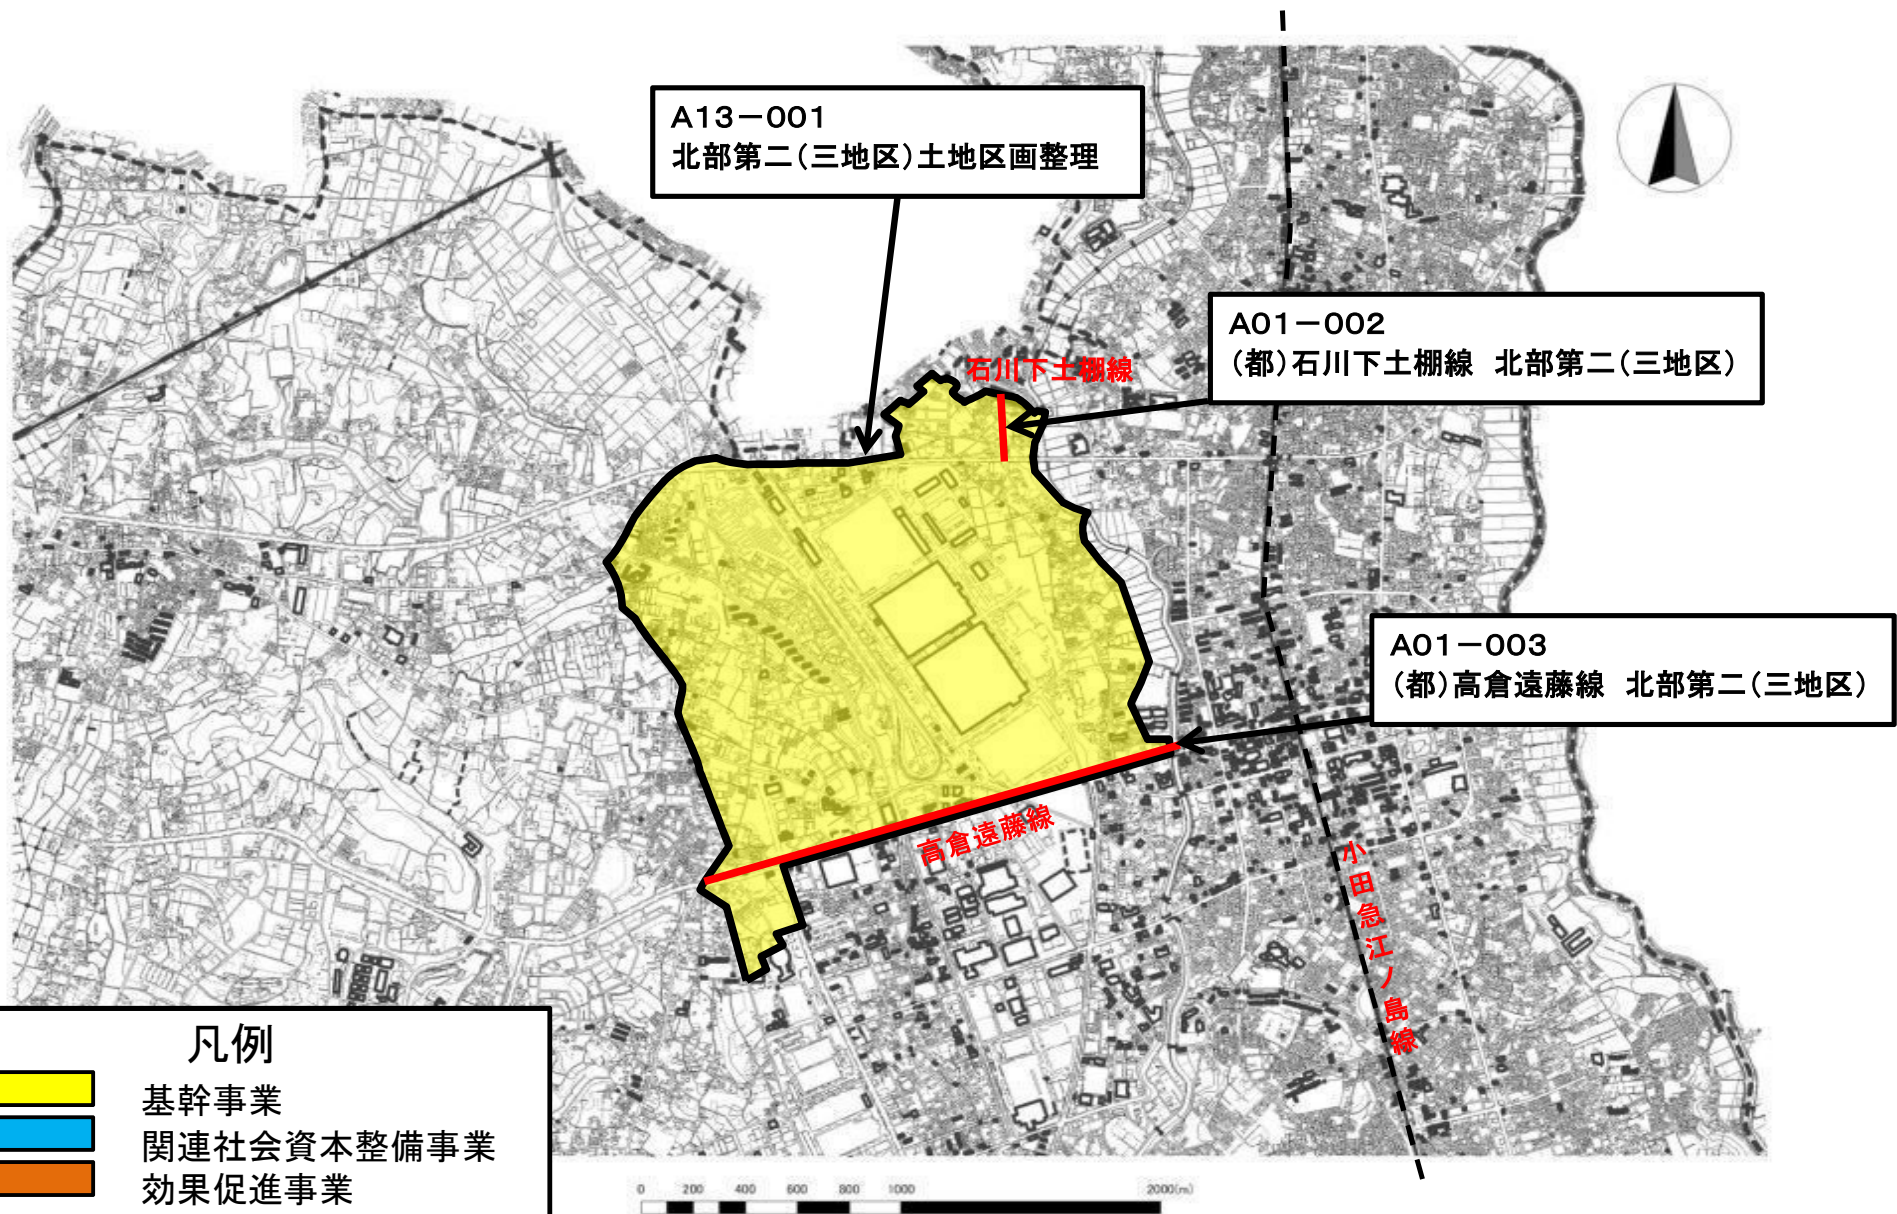 A13－001
北部第二（三地区）土地区画整理
A01－002
（都）石川下土棚線　北部第二（三地区）
石川下土棚線
A01－003
（都）高倉遠藤線　北部第二（三地区）
高倉遠藤線
小田急江ノ島線
凡例
基幹事業
関連社会資本整備事業
効果促進事業
0 200 400 600 800 1000 2000(m)